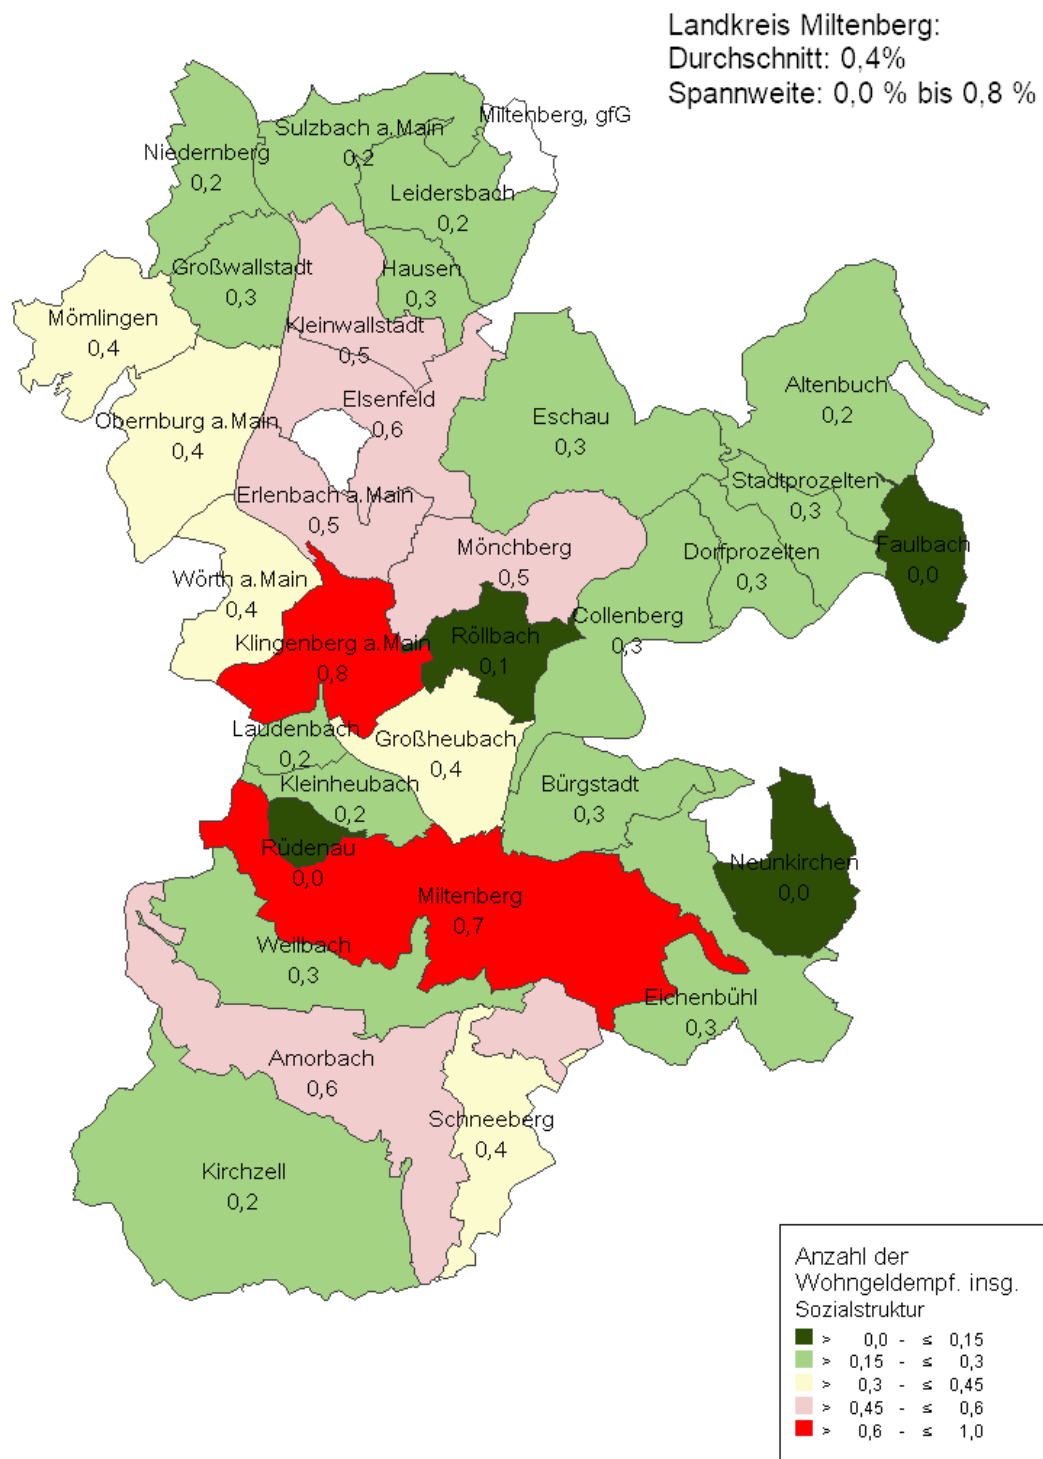 Landkreis Miltenberg:
Durchschnitt: 0,4%
Spannweite: 0,0 % bis 0,8 %
Miltenberg, gfG
Sulzbach a.Main
0,2
Niedernberg
0,2
Leidersbach
0,2
Großwallstadt
0,3
Hausen
0,3
Mömlingen
0,4
Kleinwallstadt
0,5
Altenbuch
0,2
Elsenfeld
0,6
Eschau
0,3
Obernburg a.Main
0,4
Stadtprozelten
0,3
Erlenbach a.Main
0,5
Mönchberg
0,5
Dorfprozelten
0,3
Faulbach
0,0
Wörth a.Main
0,4
Collenberg
0,3
Klingenberg a.Main
0,8
Röllbach
0,1
Laudenbach
0,2
Großheubach
0,4
Kleinheubach
0,2
Bürgstadt
0,3
Rüdenau
0,0
Neunkirchen
0,0
Miltenberg
0,7
Weilbach
0,3
Eichenbühl
0,3
Amorbach
0,6
Schneeberg
0,4
Kirchzell
0,2
Anzahl der
Wohngeldempf. insg.
Sozialstruktur
> 0,0 - ≤ 0,15
> 0,15 - ≤ 0,3
> 0,3 - ≤ 0,45
> 0,45 - ≤ 0,6
> 0,6 - ≤ 1,0